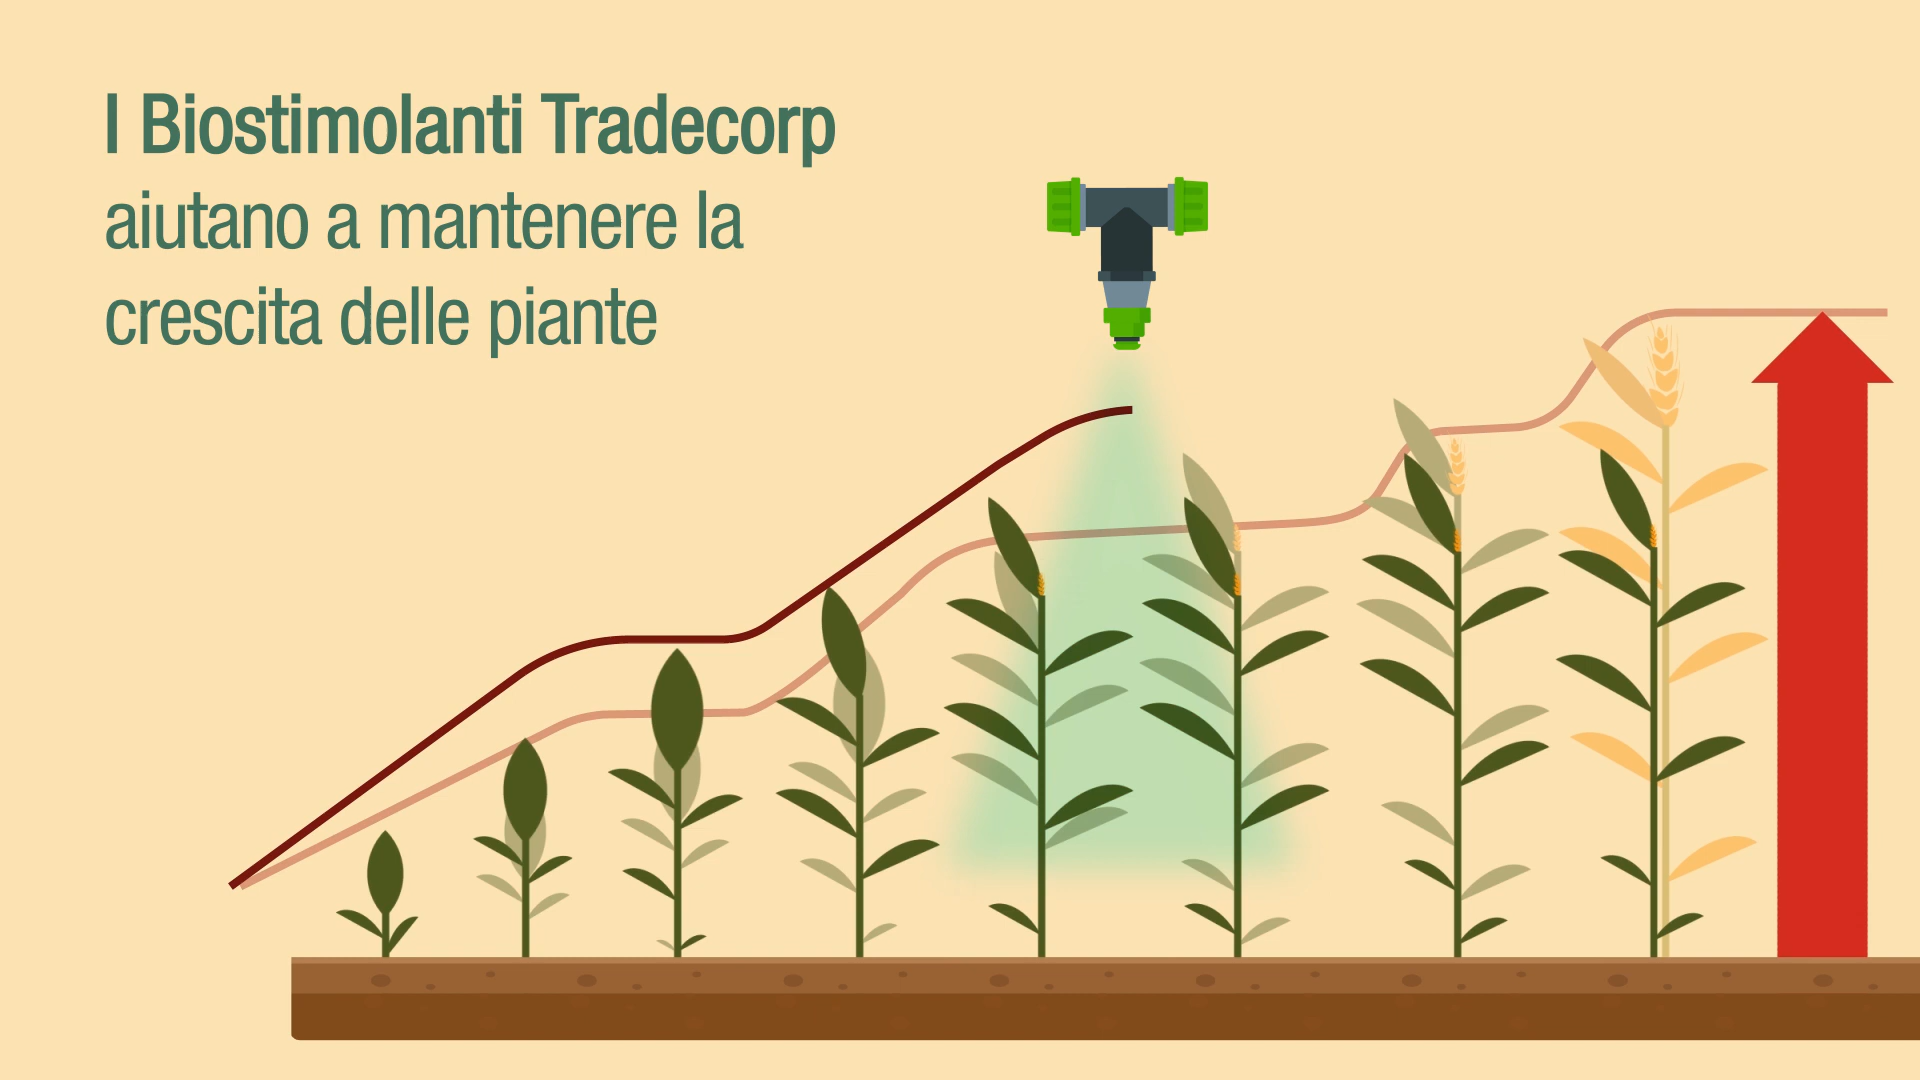 I Biostimolanti Tradecorp
aiutano a mantenere la
crescita delle piante